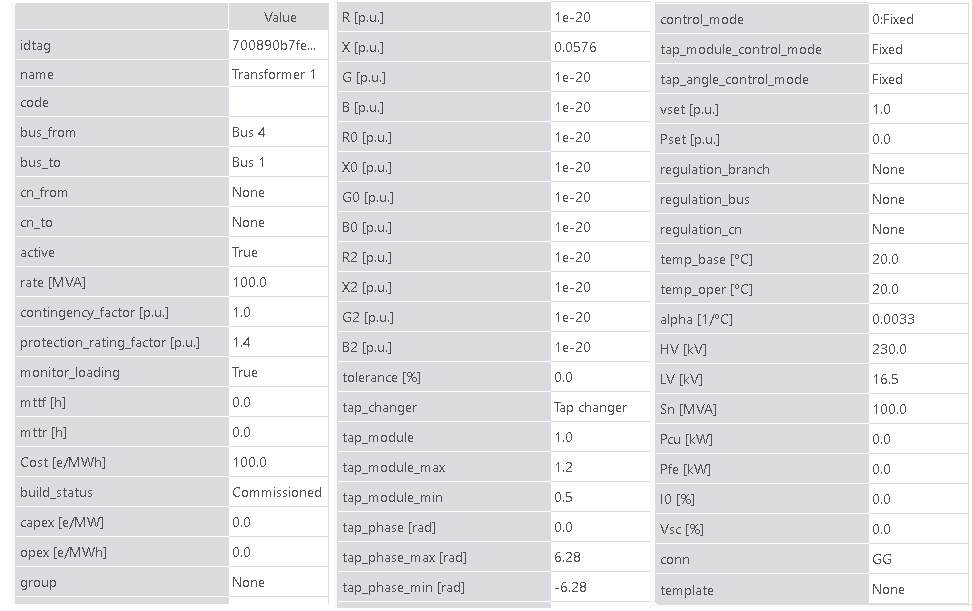 Value
idtag 700890b7fe...
name Transformer 1
code
bus_from Bus 4
bus_to Bus 1
cn_from None
cn_to None
active True
rate [MVA] 100.0
contingency_factor [p.u.] 1.0
protection_rating_factor [p.u.] 1.4
monitor_loading True
mttf [h] 0.0
mttr [h] 0.0
Cost [e/MWh] 100.0
build_status Commissioned
capex [e/MW] 0.0
opex [e/MWh] 0.0
group None
R [p.u.] 1e-20
X [p.u.] 0.0576
G [p.u.] 1e-20
B [p.u.] 1e-20
R0 [p.u.] 1e-20
X0 [p.u.] 1e-20
G0 [p.u.] 1e-20
B0 [p.u.] 1e-20
R2 [p.u.] 1e-20
X2 [p.u.] 1e-20
G2 [p.u.] 1e-20
B2 [p.u.] 1e-20
tolerance [%] 0.0
tap_changer Tap changer
tap_module 1.0
tap_module_max 1.2
tap_module_min 0.5
tap_phase [rad] 0.0
tap_phase_max [rad] 6.28
tap_phase_min [rad] -6.28
control_mode 0:Fixed
tap_module_control_mode Fixed
tap_angle_control_mode Fixed
vset [p.u.] 1.0
Pset [p.u.] 0.0
regulation_branch None
regulation_bus None
regulation_cn None
temp_base [ºC] 20.0
temp_oper [ºC] 20.0
alpha [1/ºC] 0.0033
HV [kV] 230.0
LV [kV] 16.5
Sn [MVA] 100.0
Pcu [kW] 0.0
Pfe [kW] 0.0
I0 [%] 0.0
Vsc [%] 0.0
conn GG
template None